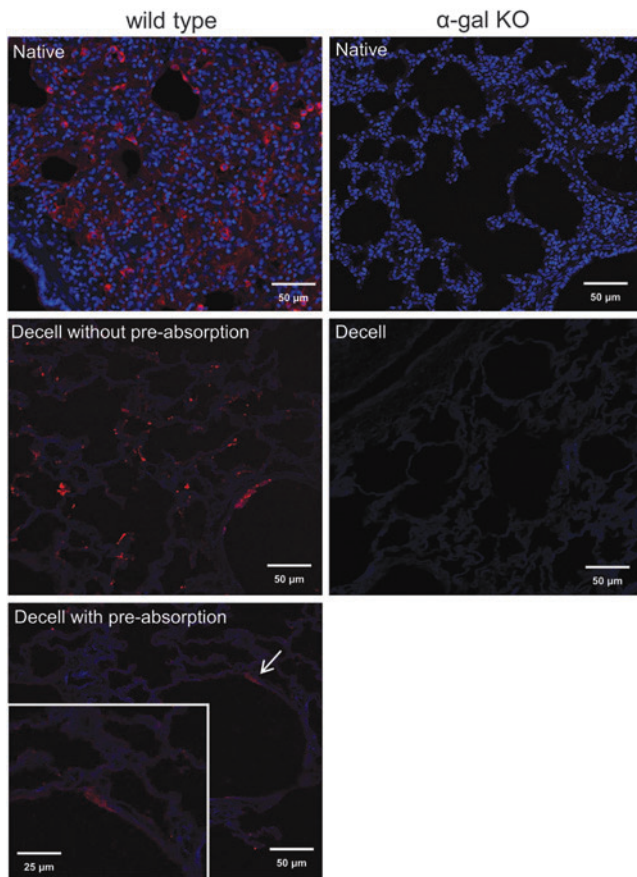 wild type
α-gal KO
Native
50 µm
Native
50 µm
Decell without pre-absorption
50 µm
Decell
50 µm
Decell with pre-absorption
25 µm
50 µm